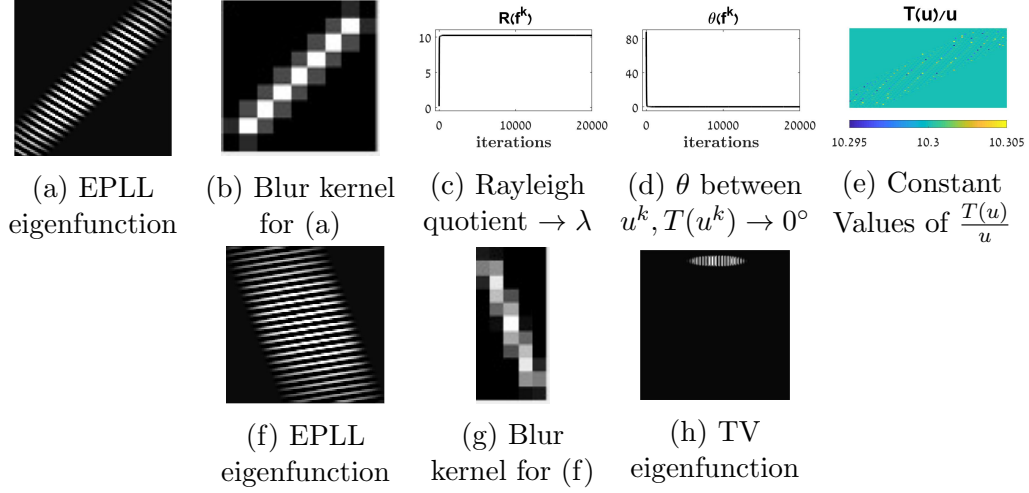 R(f^k)
10
5
0
0 10000 20000
iterations
θ(f^k)
80
40
0
0 10000 20000
iterations
T(u)/u
10.295 10.3 10.305
(a) EPLL
eigenfunction
(b) Blur kernel
for (a)
(c) Rayleigh
quotient → λ
(d) θ between
u^k, T(u^k) → 0°
(e) Constant
Values of T(u)/u
(f) EPLL
eigenfunction
(g) Blur
kernel for (f)
(h) TV
eigenfunction